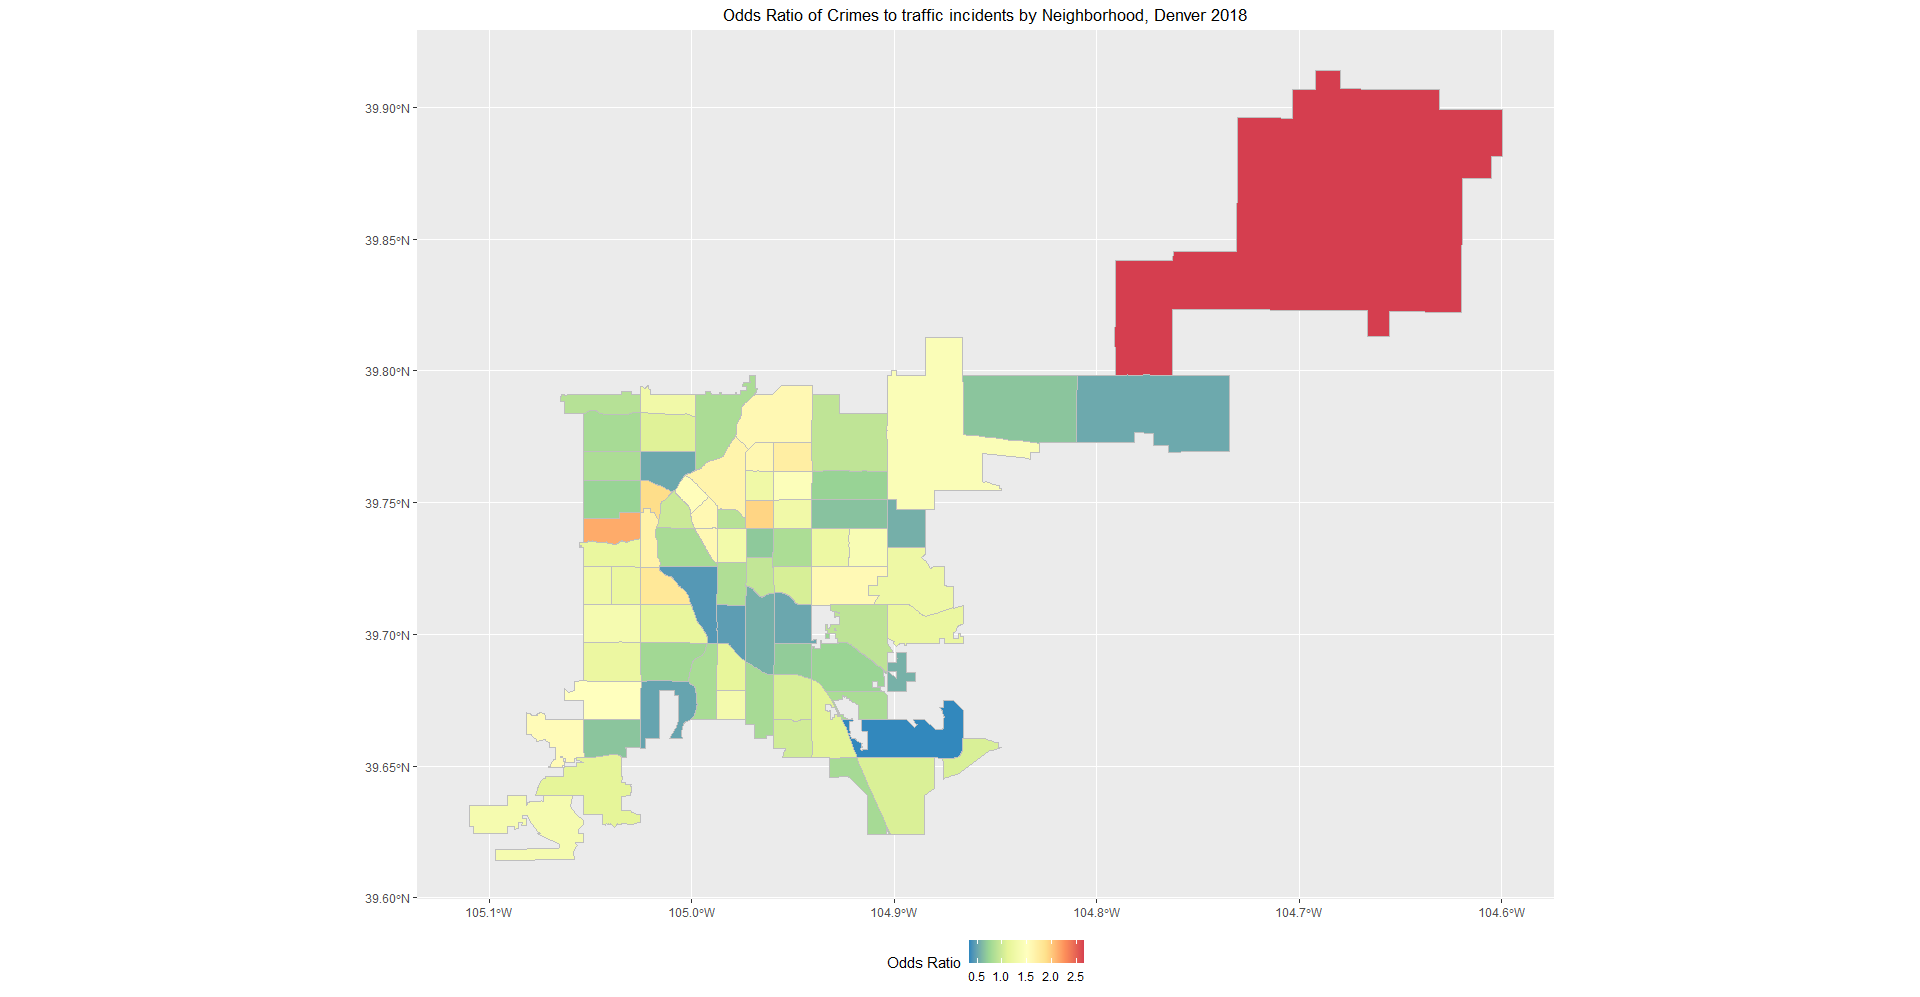 Odds Ratio of Crimes to traffic incidents by Neighborhood, Denver 2018
39.90°N
39.85°N
39.80°N
39.75°N
39.70°N
39.65°N
39.60°N
105.1°W 105.0°W 104.9°W 104.8°W 104.7°W 104.6°W
Odds Ratio
0.5 1.0 1.5 2.0 2.5